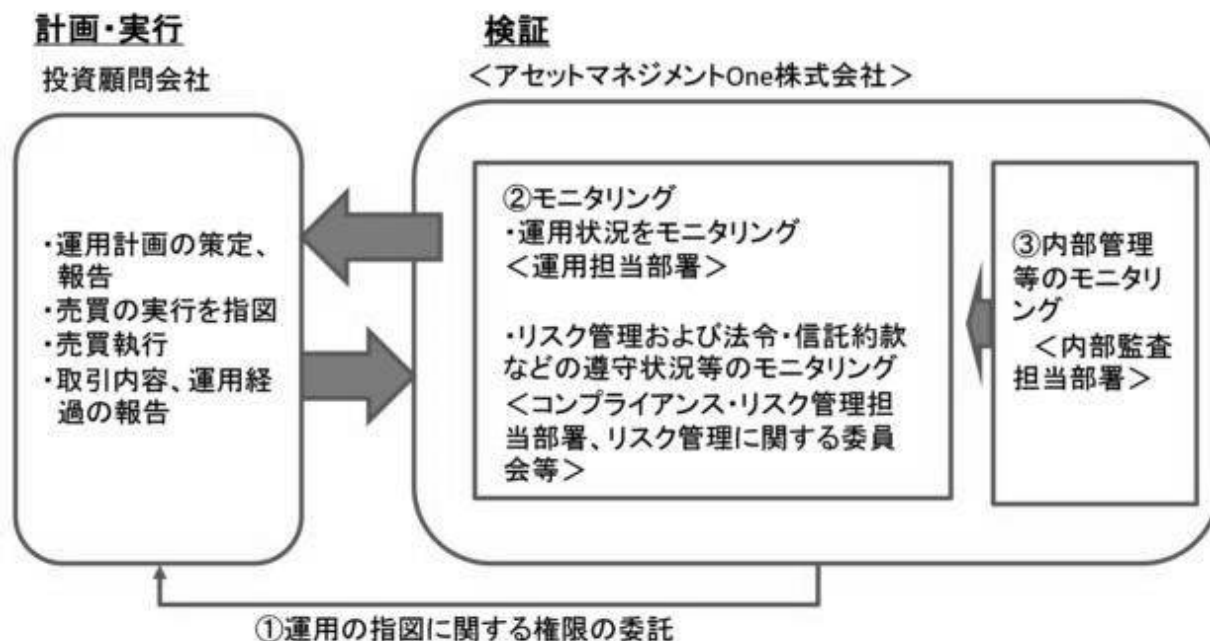 計画・実行
投資顧問会社
・運用計画の策定、
報告
・売買の実行を指図
・売買執行
・取引内容、運用経
過の報告
検証
＜アセットマネジメントOne株式会社＞
②モニタリング
・運用状況をモニタリング
＜運用担当部署＞
・リスク管理および法令・信託約款
などの遵守状況等のモニタリング
＜コンプライアンス・リスク管理担
当部署、リスク管理に関する委員
会等＞
③内部管理
等のモニタリ
ング
＜内部監査
担当部署＞
①運用の指図に関する権限の委託